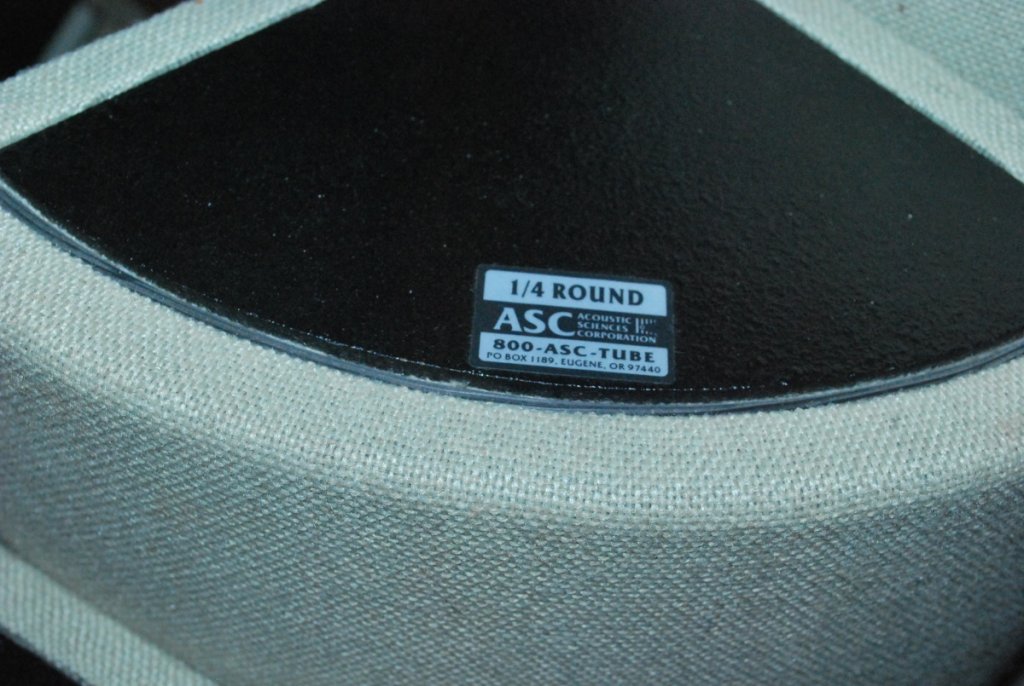 1/4 ROUND
ASC ACOUSTIC
SCIENCES
CORPORATION
800-ASC-TUBE
PO BOX 1189, EUGENE, OR 97440